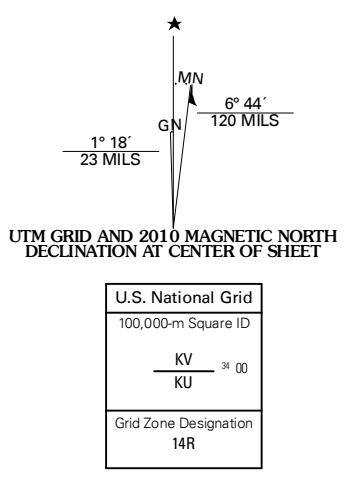 ★
MN
6° 44´
120 MILS
GN
1° 18´
23 MILS
UTM GRID AND 2010 MAGNETIC NORTH
DECLINATION AT CENTER OF SHEET
U.S. National Grid
100,000-m Square ID
KV
34 00
KU
Grid Zone Designation
14R